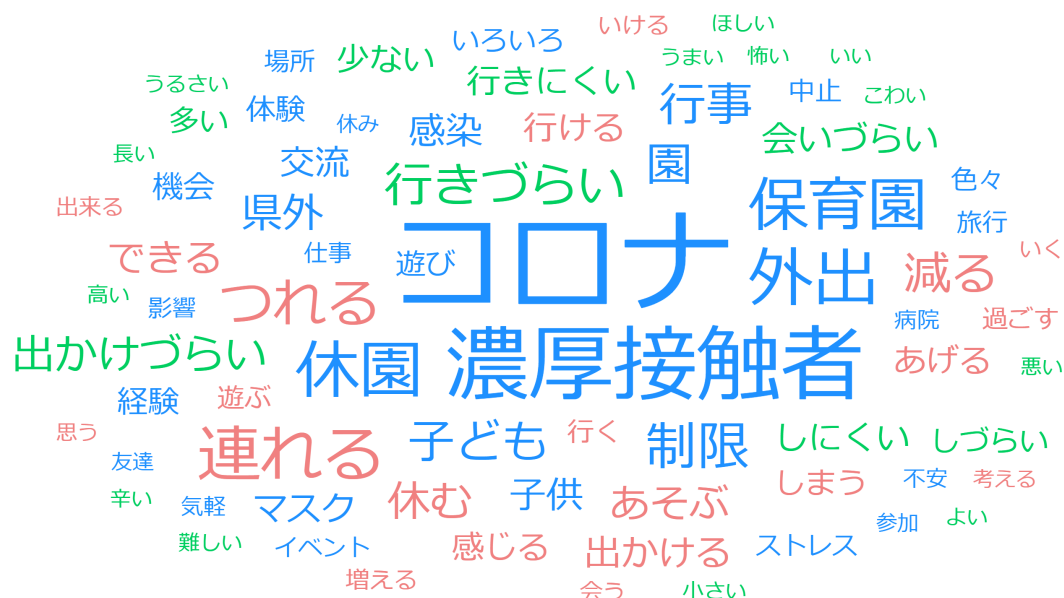 いける
ほしい
いろいろ
うまい
怖い
いい
場所
少ない
うるさい
行きにくい
行事
中止
こわい
多い
体験
休み
感染
行ける
会いづらい
長い
交流
園
機会
行きづらい
保育園
色々
出来る
県外
旅行
できる
仕事
遊び
コロナ
外出
減る
いく
高い
影響
つれる
病院
過ごす
出かけづらい
休園
濃厚接触者
あげる
悪い
経験
遊ぶ
思う
連れる
子ども
行く
制限
しにくい
しづらい
友達
しまう
不安
考える
辛い
気軽
マスク
休む
子供
あそぶ
参加
よい
難しい
イベント
感じる
出かける
ストレス
増える
会う
小さい